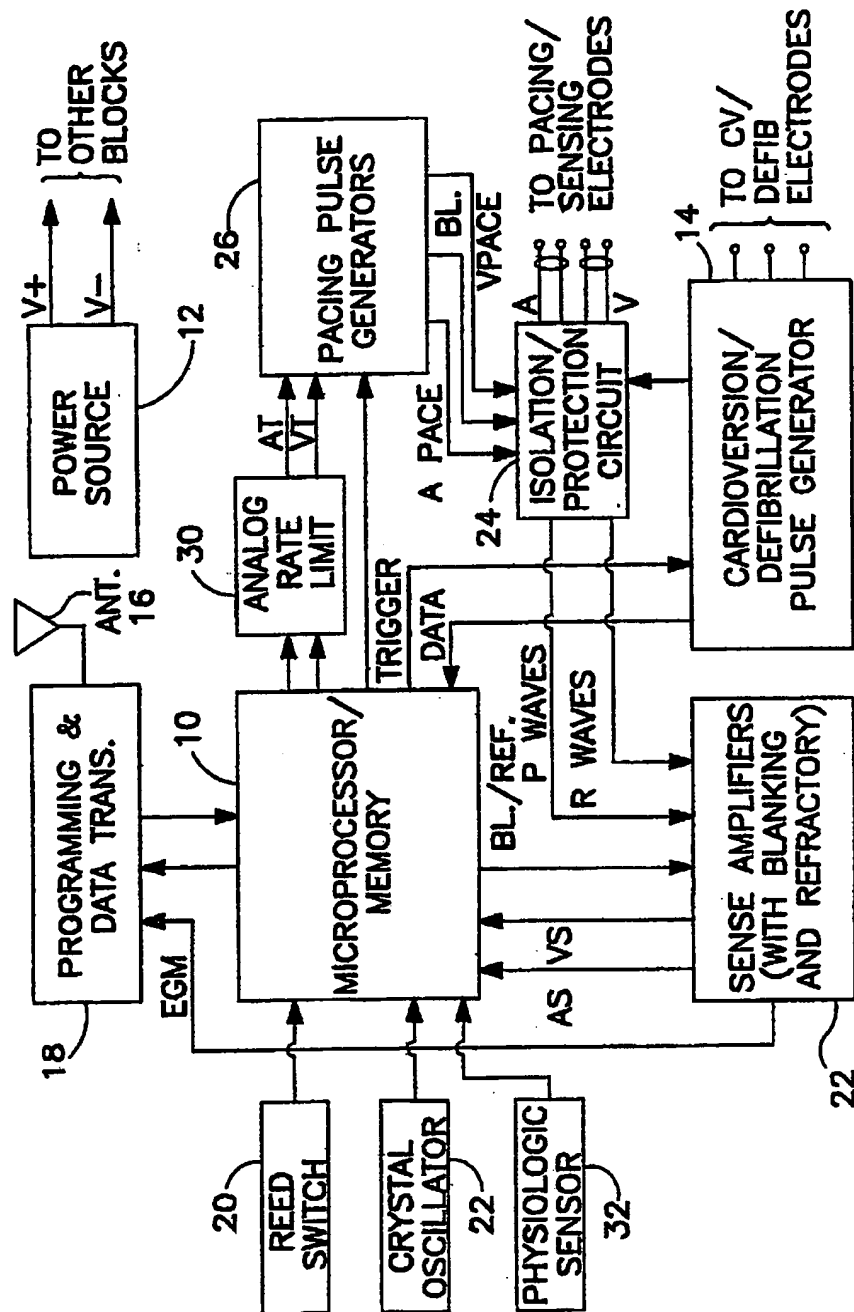 18
PROGRAMMING &
DATA TRANS.
ANT.
16
POWER
SOURCE
12
V+
V-
TO
OTHER
BLOCKS
EGM
20
REED
SWITCH
22
CRYSTAL
OSCILLATOR
32
PHYSIOLOGIC
SENSOR
10
MICROPROCESSOR/
MEMORY
30
ANALOG
RATE
LIMIT
AT
VT
26
PACING PULSE
GENERATORS
TRIGGER
DATA
A PACE
BL.
VPACE
AS
VS
BL./REF.
P WAVES
R WAVES
24
ISOLATION/
PROTECTION
CIRCUIT
A
V
TO PACING/
SENSING
ELECTRODES
22
SENSE AMPLIFIERS
(WITH BLANKING
AND REFRACTORY)
14
CARDIOVERSION/
DEFIBRILLATION
PULSE GENERATOR
TO CV/
DEFIB
ELECTRODES